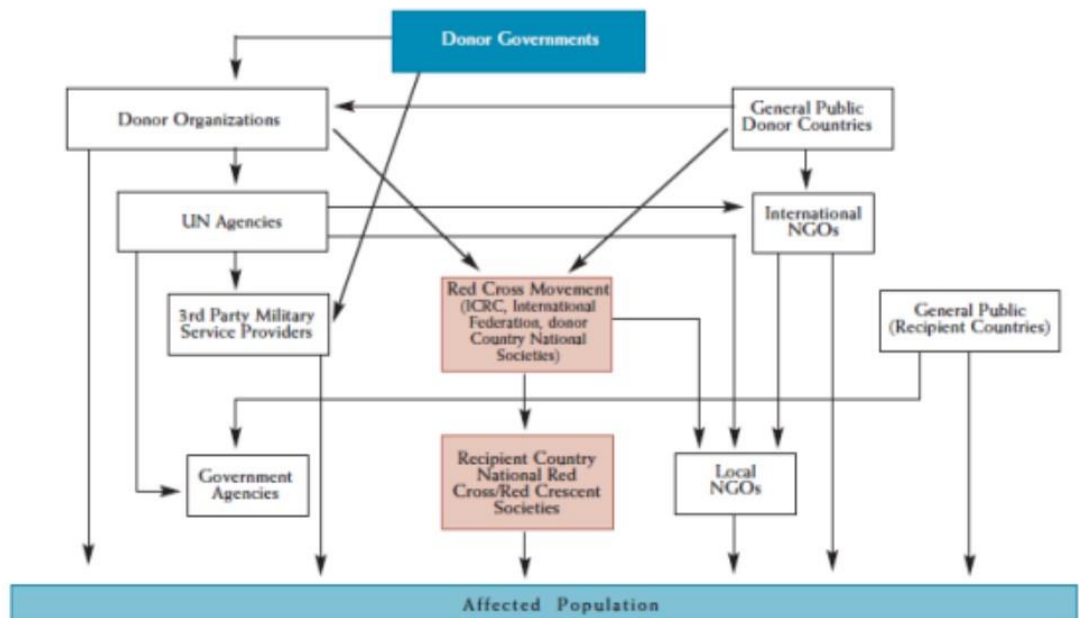 Donor Governments
Donor Organizations
General Public
Donor Countries
UN Agencies
International
NGOs
Red Cross Movement
(ICRC, International
Federation, donor
Country National
Societies)
3rd Party Military
Service Providers
General Public
(Recipient Countries)
Recipient Country
National Red
Cross/Red Crescent
Societies
Government
Agencies
Local
NGOs
Affected Population